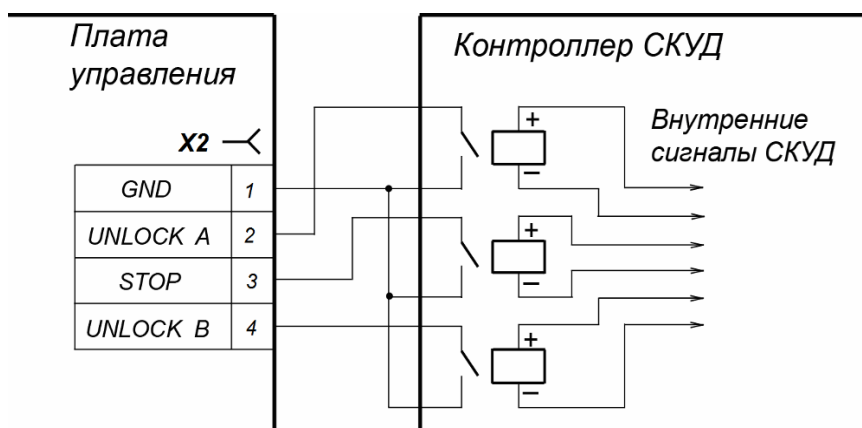 Плата
управления
Контроллер СКУД
X2
GND 1
UNLOCK A 2
STOP 3
UNLOCK B 4
+
−
+
−
+
−
Внутренние
сигналы СКУД